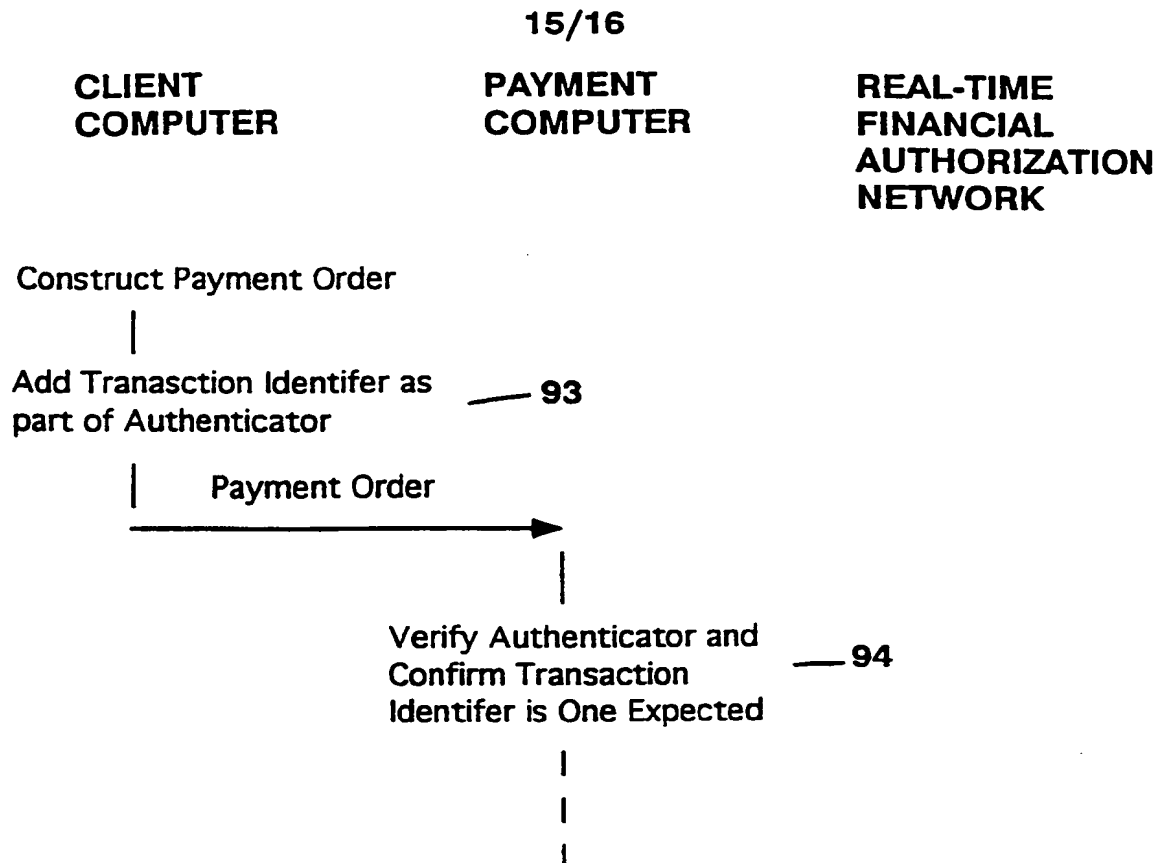 15/16
CLIENT
COMPUTER
PAYMENT
COMPUTER
REAL-TIME
FINANCIAL
AUTHORIZATION
NETWORK
Construct Payment Order
Add Tranasction Identifer as
part of Authenticator
93
Payment Order
Verify Authenticator and
Confirm Transaction
Identifer is One Expected
94